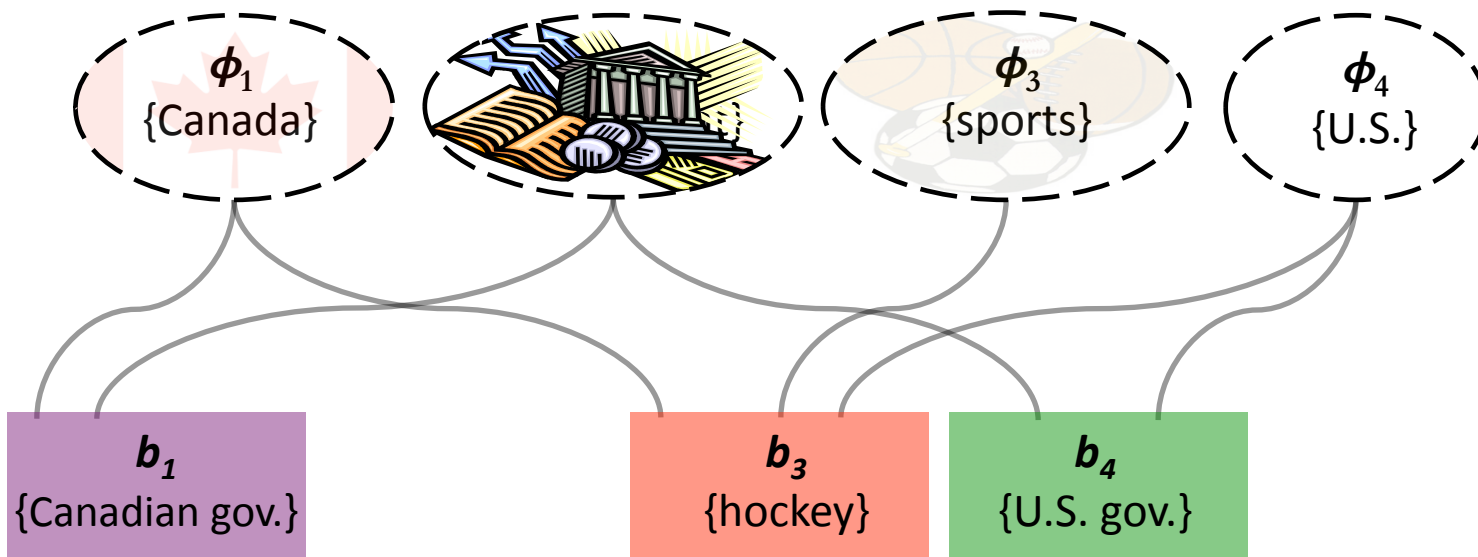 ϕ₁
{Canada}
}
ϕ₃
{sports}
ϕ₄
{U.S.}
b₁
{Canadian gov.}
b₃
{hockey}
b₄
{U.S. gov.}